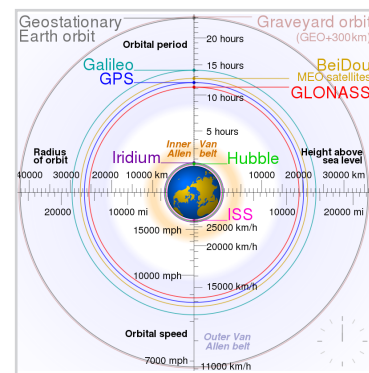 Geostationary
Earth orbit
Graveyard orbit
(GEO+300km)
Orbital period
20 hours
Galileo
15 hours
BeiDou
GPS
MEO satellites
GLONASS
10 hours
5 hours
Inner Van
Allen belt
Radius
of orbit
Iridium
Hubble
Height above
sea level
40000 30000 20000 10000 km
10000 20000 30000 km
20000 10000 mi
10000 mi 20000
ISS
15000 mph
25000 km/h
20000 km/h
10000 mph
15000 km/h
Orbital speed
Outer Van
Allen belt
7000 mph
11000 km/h